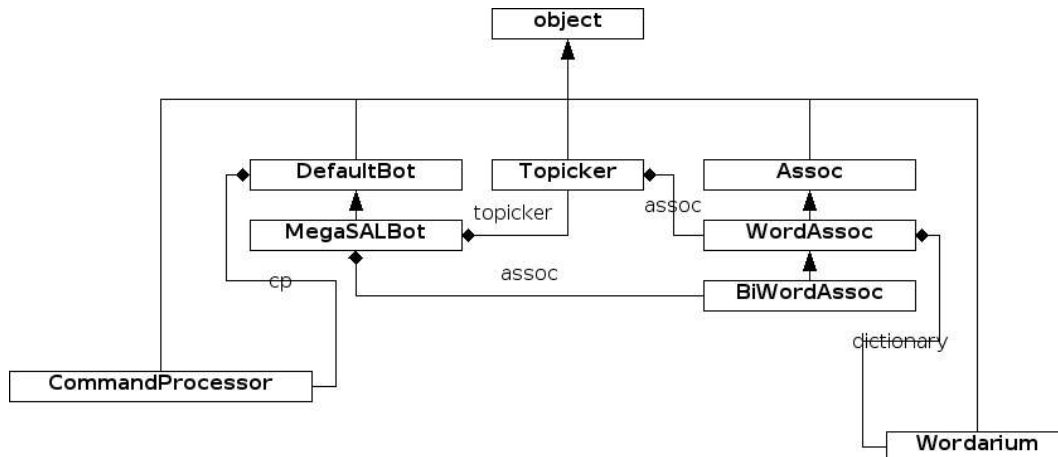 object
DefaultBot
Topicker
Assoc
topicker
assoc
MegaSALBot
WordAssoc
cp
assoc
BiWordAssoc
dictionary
CommandProcessor
Wordarium